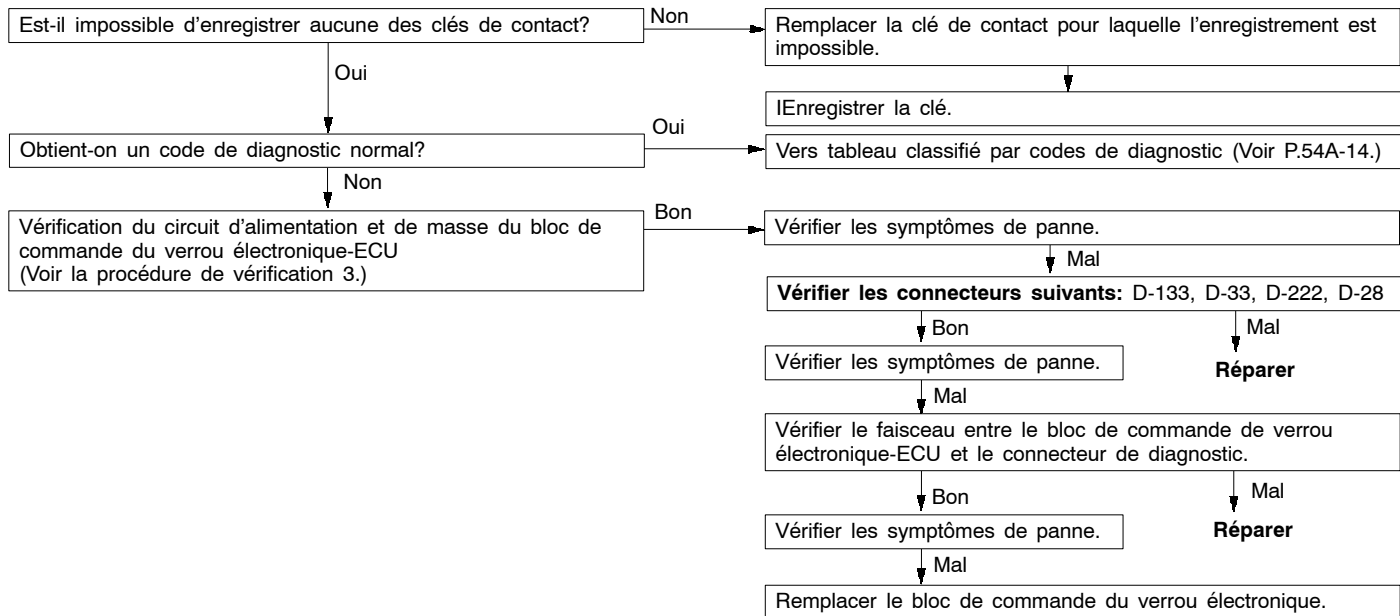 Est-il impossible d'enregistrer aucune des clés de contact?
Non
Remplacer la clé de contact pour laquelle l'enregistrement est
impossible.
Oui
IEnregistrer la clé.
Obtient-on un code de diagnostic normal?
Oui
Vers tableau classifié par codes de diagnostic (Voir P.54A-14.)
Non
Vérification du circuit d'alimentation et de masse du bloc de
commande du verrou électronique-ECU
(Voir la procédure de vérification 3.)
Bon
Vérifier les symptômes de panne.
Mal
Vérifier les connecteurs suivants: D-133, D-33, D-222, D-28
Bon
Mal
Vérifier les symptômes de panne.
Réparer
Mal
Vérifier le faisceau entre le bloc de commande de verrou
électronique-ECU et le connecteur de diagnostic.
Bon
Mal
Vérifier les symptômes de panne.
Réparer
Mal
Remplacer le bloc de commande du verrou électronique.